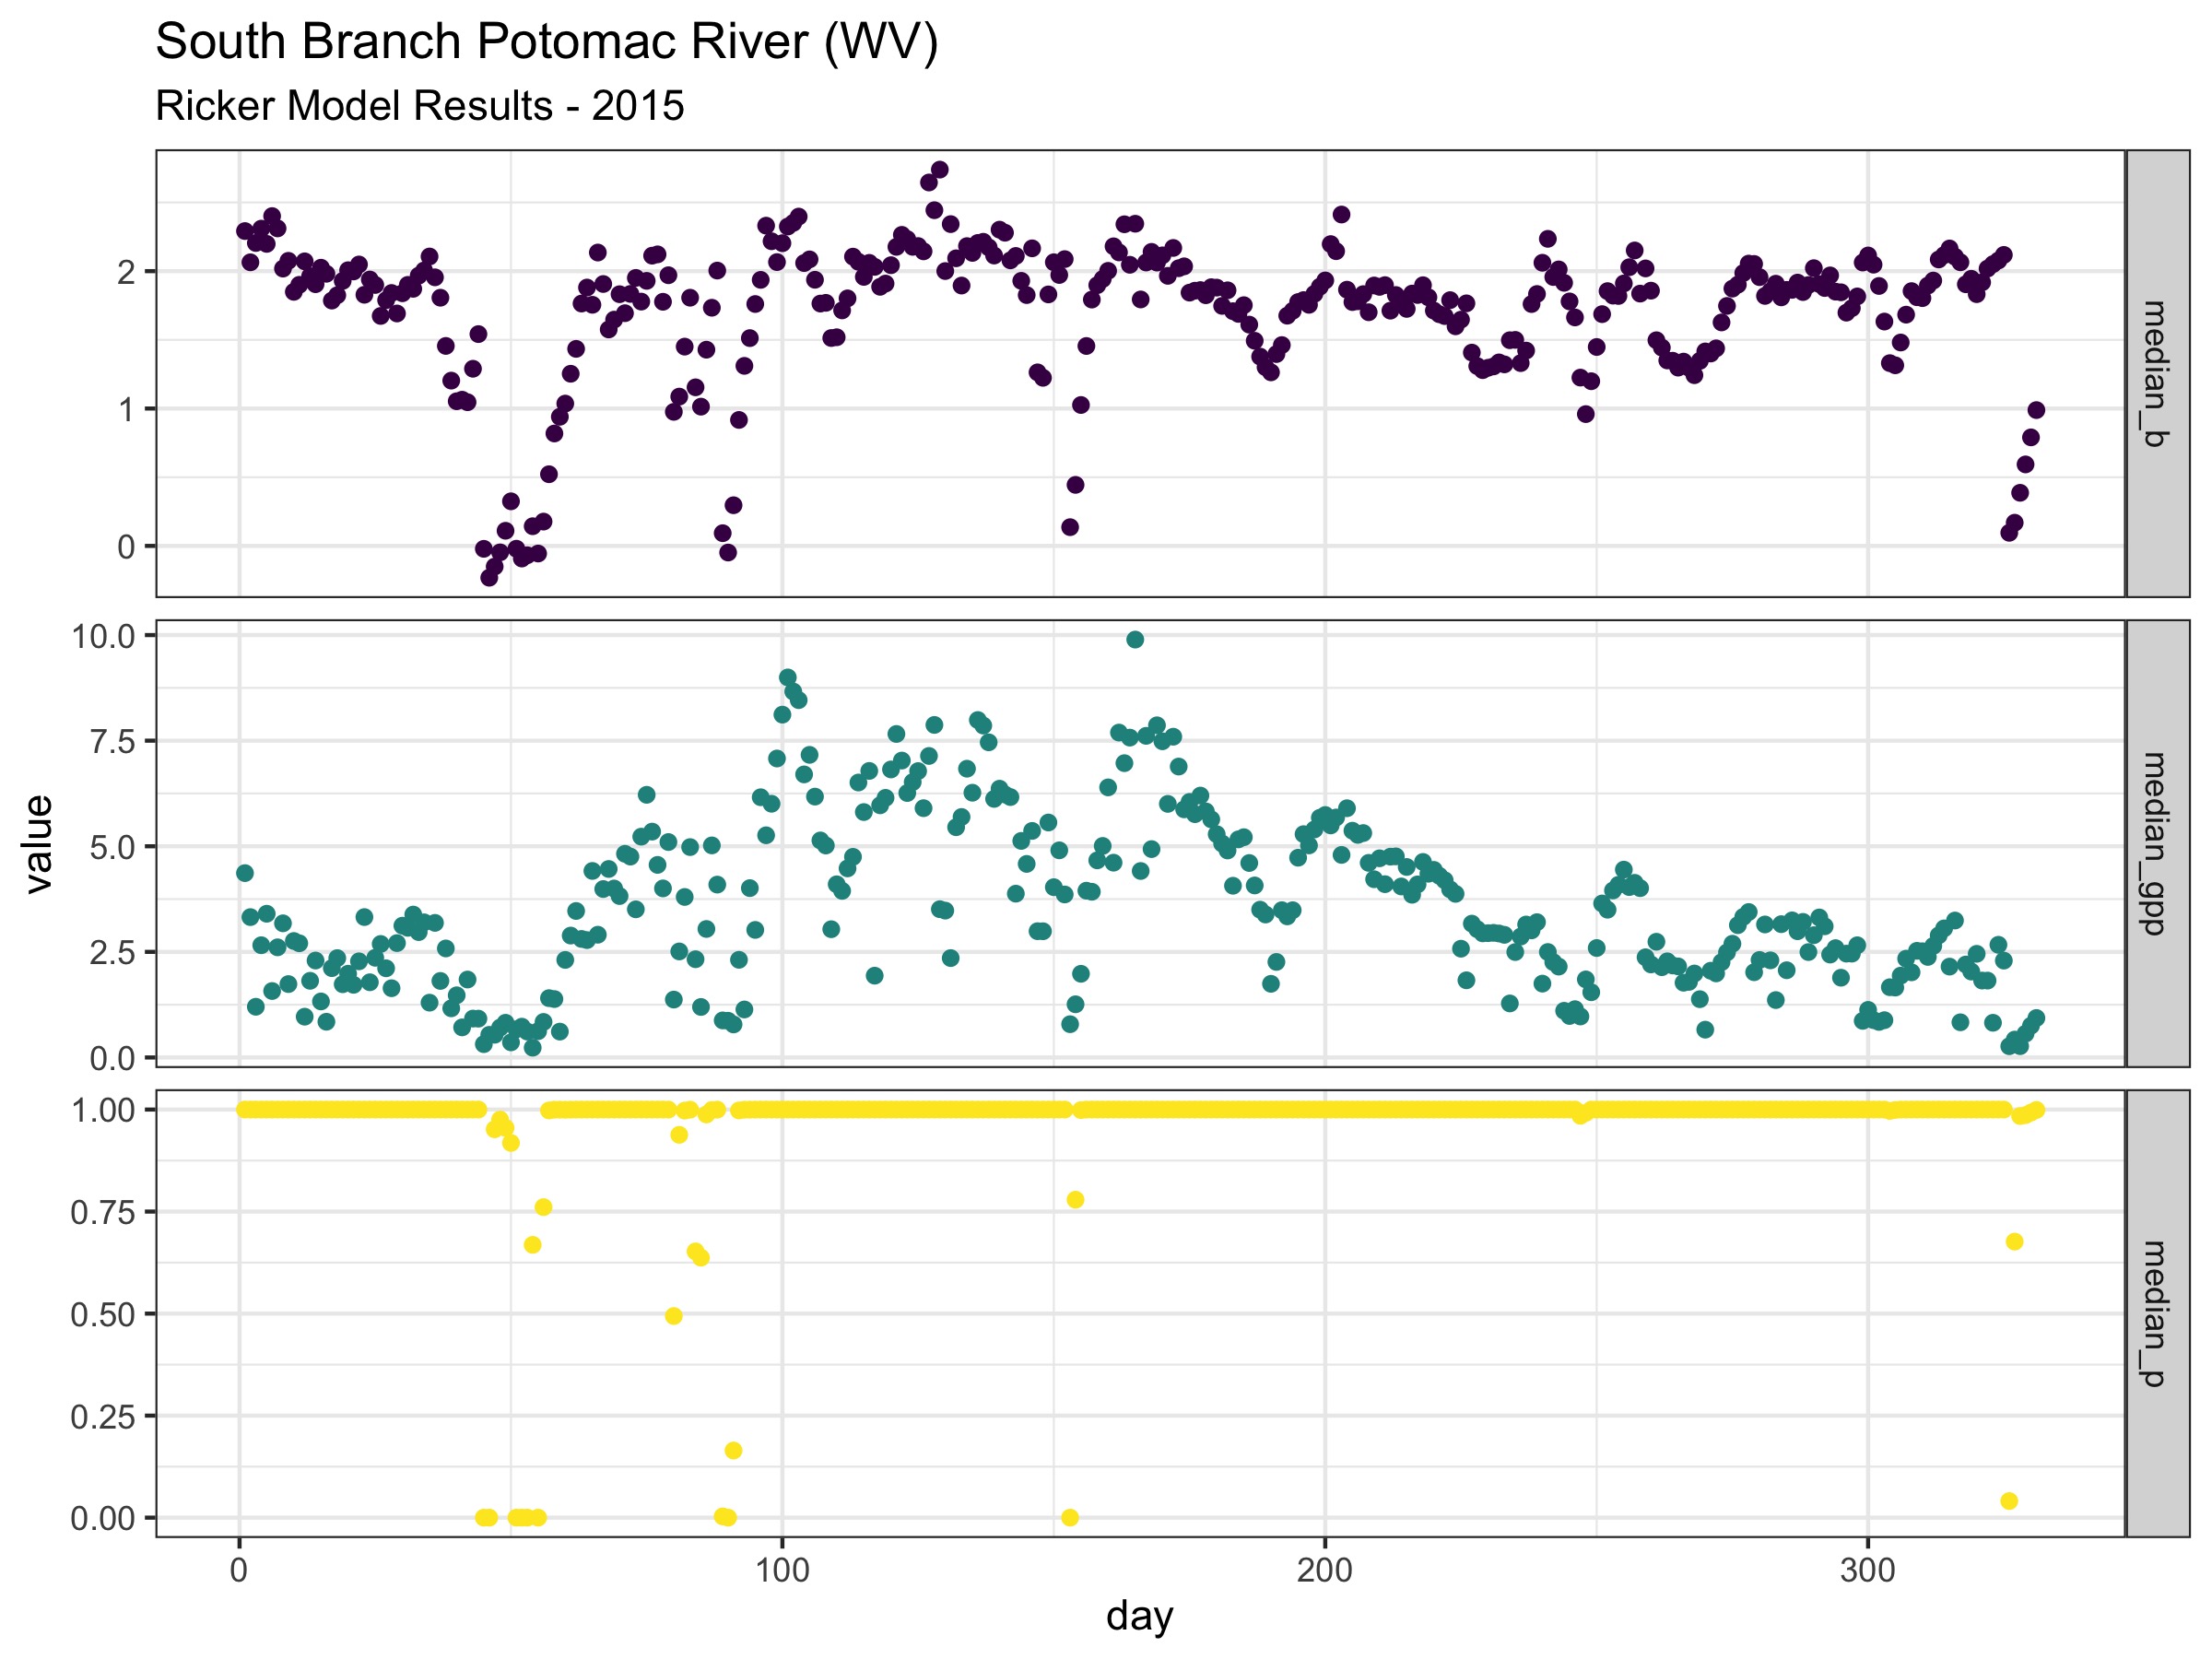 South Branch Potomac River (WV)
Ricker Model Results - 2015
2
1
0
median_b
10.0
7.5
5.0
2.5
0.0
median_gpp
1.00
0.75
0.50
0.25
0.00
median_p
value
0 100 200 300
day